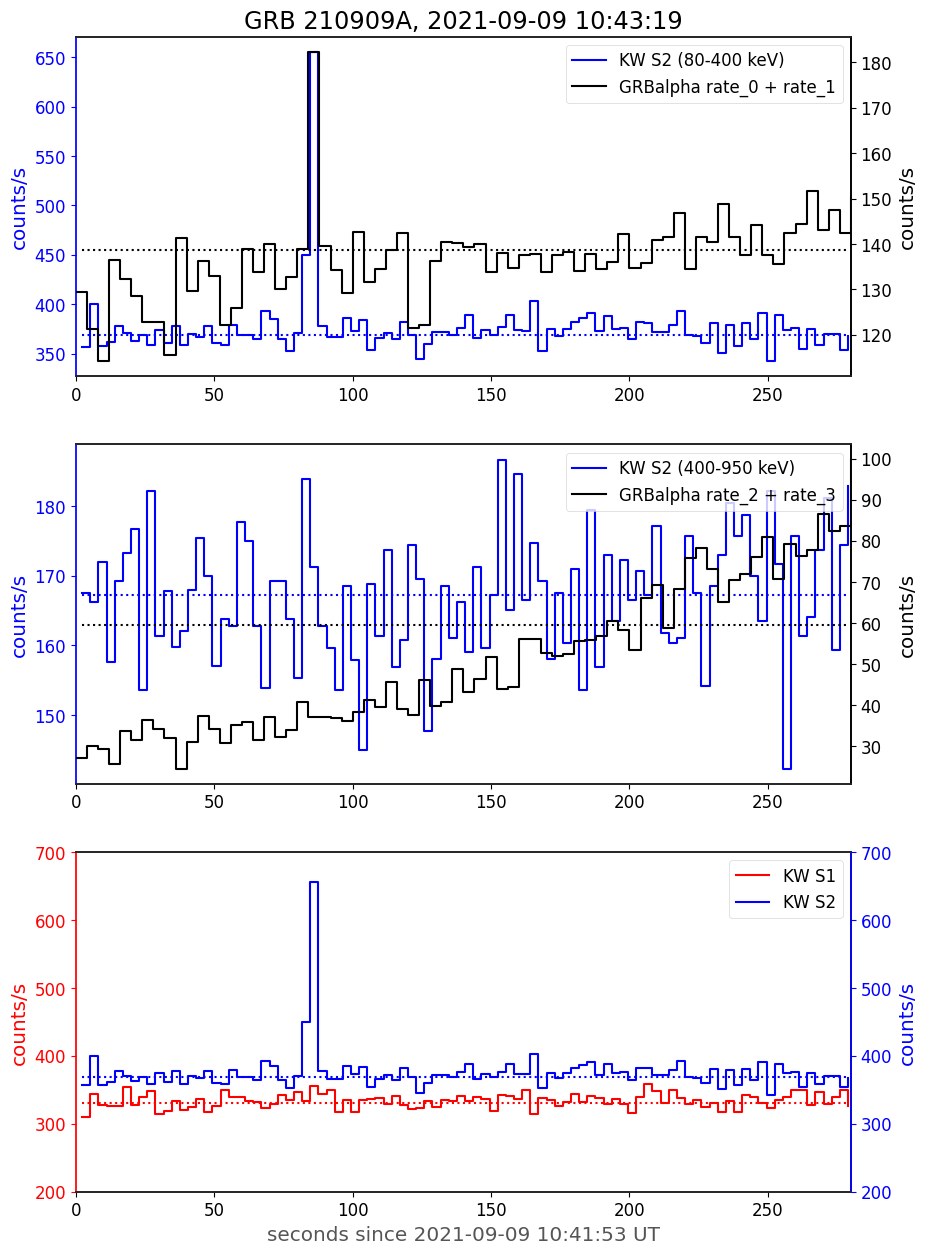 GRB 210909A, 2021-09-09 10:43:19
KW S2 (80-400 keV)
GRBalpha rate_0 + rate_1
counts/s
650
600
550
500
450
400
350
180
170
160
150
140
130
120
counts/s
0 50 100 150 200 250
KW S2 (400-950 keV)
GRBalpha rate_2 + rate_3
counts/s
180
170
160
150
100
90
80
70
60
50
40
30
counts/s
0 50 100 150 200 250
KW S1
KW S2
counts/s
700
600
500
400
300
200
700
600
500
400
300
200
counts/s
0 50 100 150 200 250
seconds since 2021-09-09 10:41:53 UT